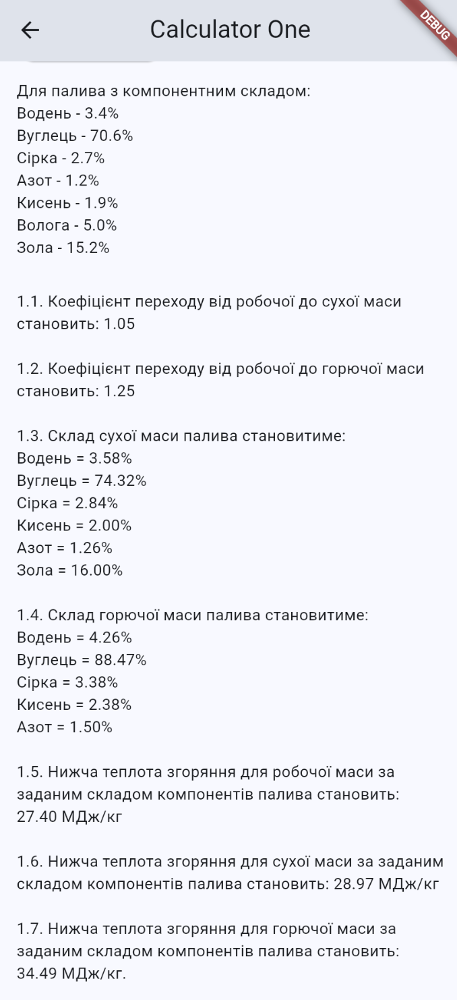 Calculator One
DEBUG
Для палива з компонентним складом:
Водень - 3.4%
Вуглець - 70.6%
Сірка - 2.7%
Азот - 1.2%
Кисень - 1.9%
Волога - 5.0%
Зола - 15.2%
1.1. Коефіцієнт переходу від робочої до сухої маси
становить: 1.05
1.2. Коефіцієнт переходу від робочої до горючої маси
становить: 1.25
1.3. Склад сухої маси палива становитиме:
Водень = 3.58%
Вуглець = 74.32%
Сірка = 2.84%
Кисень = 2.00%
Азот = 1.26%
Зола = 16.00%
1.4. Склад горючої маси палива становитиме:
Водень = 4.26%
Вуглець = 88.47%
Сірка = 3.38%
Кисень = 2.38%
Азот = 1.50%
1.5. Нижча теплота згоряння для робочої маси за
заданим складом компонентів палива становить:
27.40 МДж/кг
1.6. Нижча теплота згоряння для сухої маси за заданим
складом компонентів палива становить: 28.97 МДж/кг
1.7. Нижча теплота згоряння для горючої маси за
заданим складом компонентів палива становить:
34.49 МДж/кг.